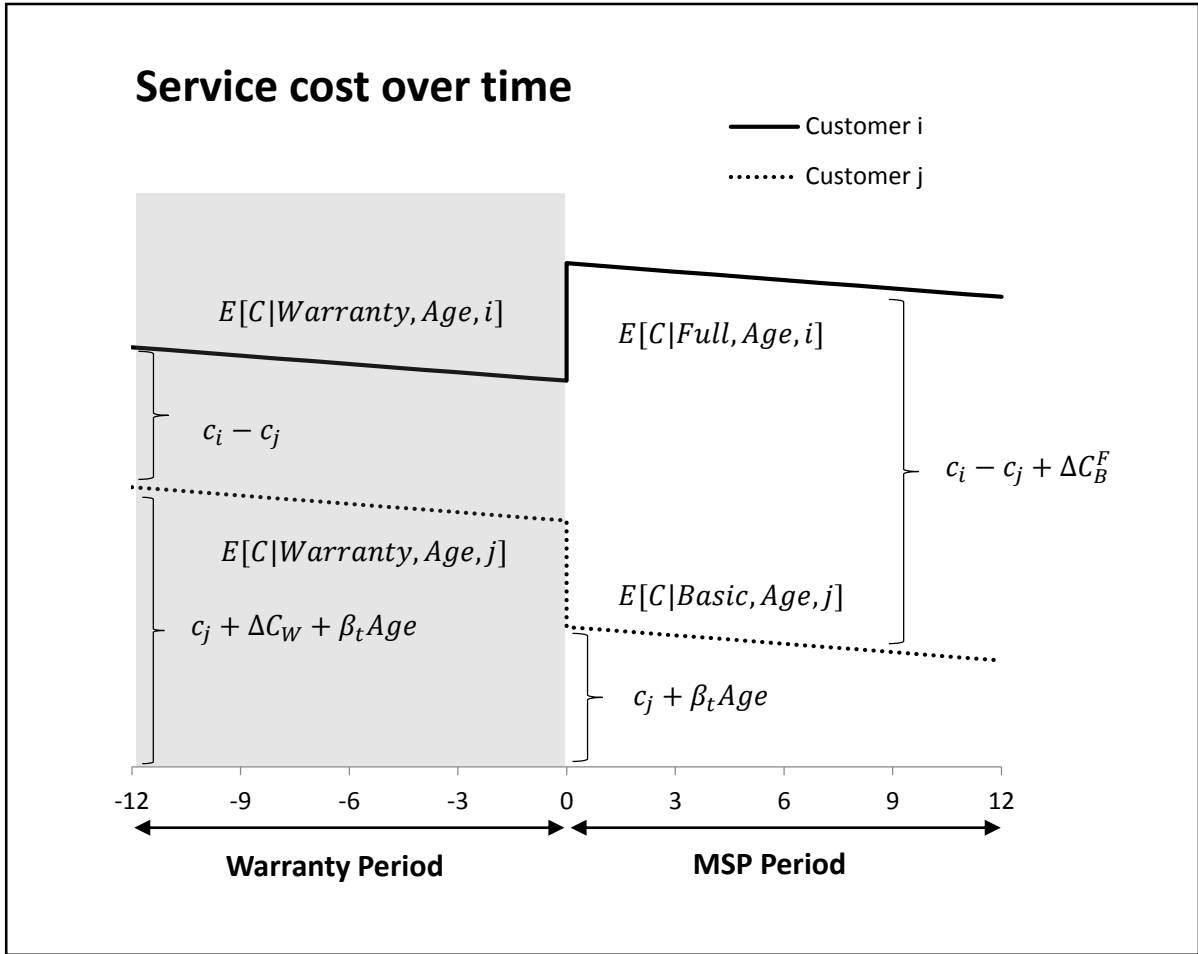 Service cost over time
Customer i
Customer j
E[C|Warranty, Age, i]
E[C|Full, Age, i]
c_i − c_j
c_i − c_j + ΔC_B^F
E[C|Warranty, Age, j]
E[C|Basic, Age, j]
c_j + ΔC_W + β_t Age
c_j + β_t Age
-12 -9 -6 -3 0 3 6 9 12
Warranty Period MSP Period